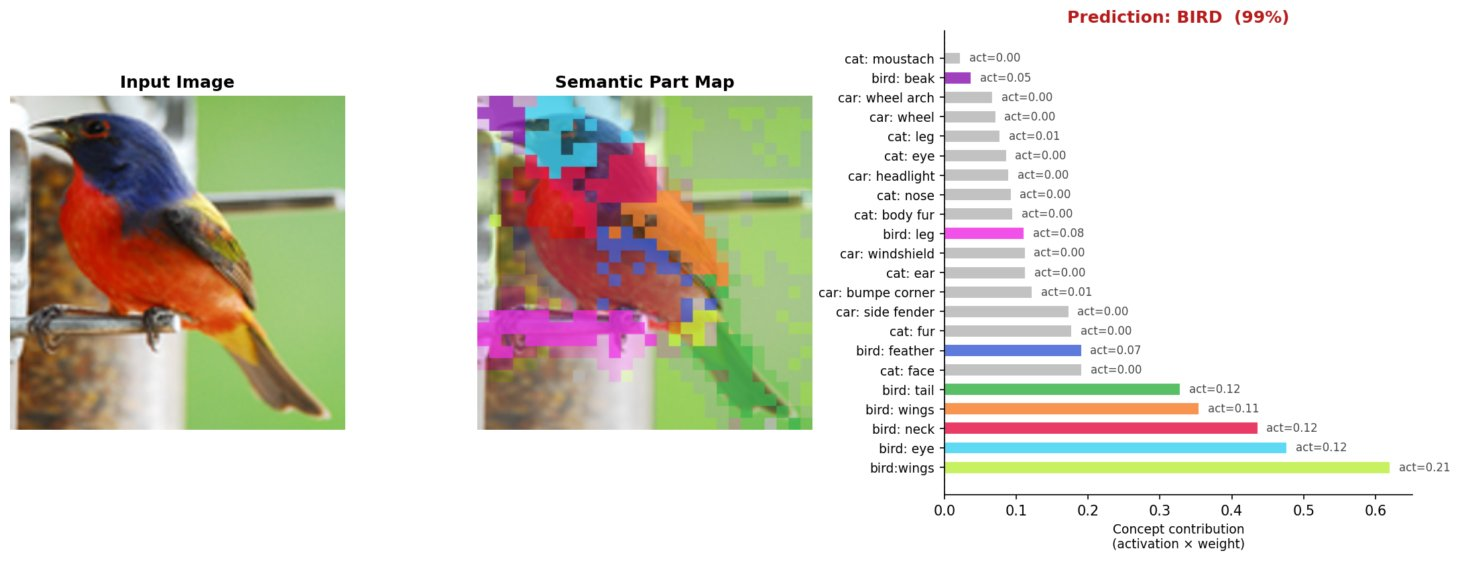 Input Image
Semantic Part Map
Prediction: BIRD (99%)
cat: moustach act=0.00
bird: beak act=0.05
car: wheel arch act=0.00
car: wheel act=0.00
cat: leg act=0.01
cat: eye act=0.00
car: headlight act=0.00
cat: nose act=0.00
cat: body fur act=0.00
bird: leg act=0.08
car: windshield act=0.00
cat: ear act=0.00
car: bumpe corner act=0.01
car: side fender act=0.00
cat: fur act=0.00
bird: feather act=0.07
cat: face act=0.00
bird: tail act=0.12
bird: wings act=0.11
bird: neck act=0.12
bird: eye act=0.12
bird:wings act=0.21
0.0 0.1 0.2 0.3 0.4 0.5 0.6
Concept contribution
(activation × weight)